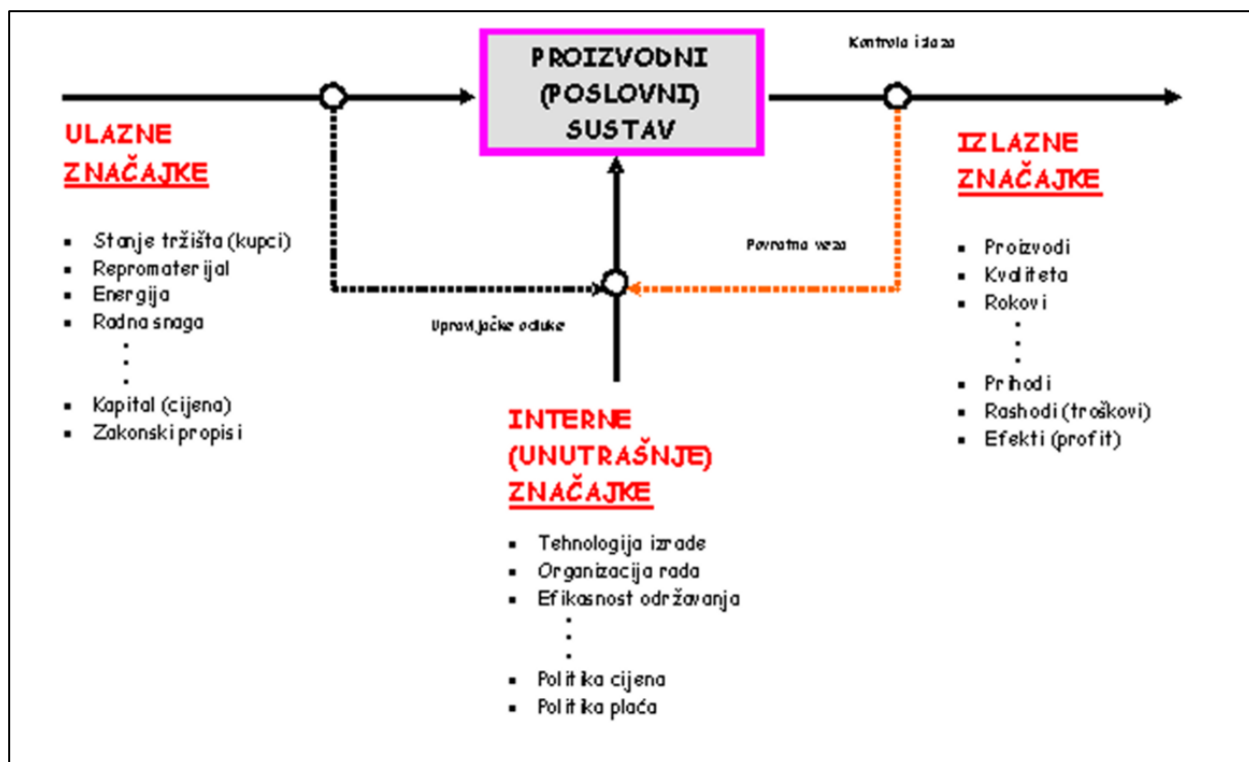 PROIZVODNI
(POSLOVNI)
SUSTAV
Kontrola izlaza
ULAZNE
ZNAČAJKE
▪ Stanje tržišta (kupci)
▪ Repromaterijal
▪ Energija
▪ Radna snaga
▪ Kapital (cijena)
▪ Zakonski propisi
Povratna veza
Upravljačke odluke
IZLAZNE
ZNAČAJKE
▪ Proizvodi
▪ Kvaliteta
▪ Rokovi
▪ Prihodi
▪ Rashodi (troškovi)
▪ Efekti (profit)
INTERNE
(UNUTRAŠNJE)
ZNAČAJKE
▪ Tehnologija izrade
▪ Organizacija rada
▪ Efikasnost održavanja
▪ Politika cijena
▪ Politika plaća